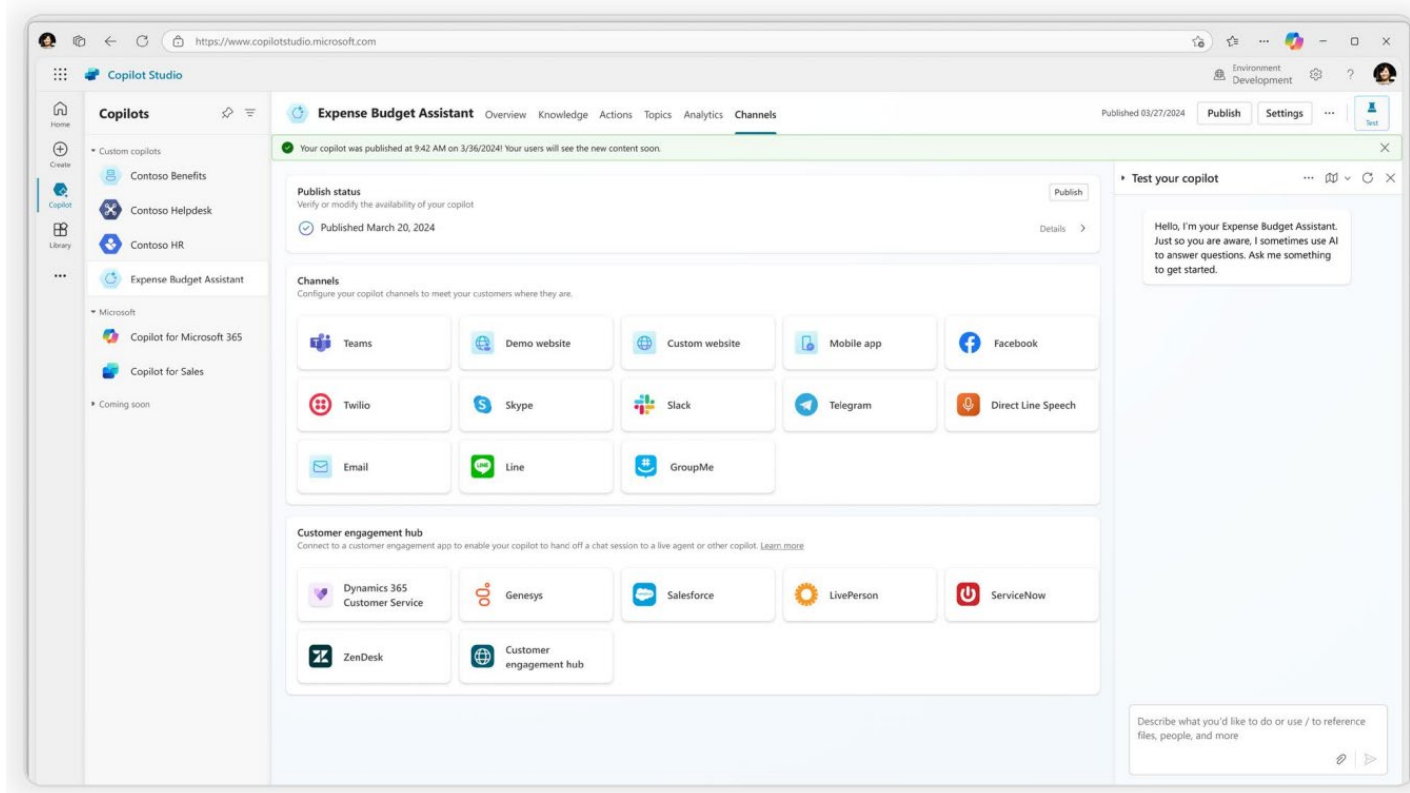 https://www.copilotstudio.microsoft.com
Copilot Studio
Environment
Development
Home
Create
Copilot
Library
Copilots
Custom copilots
Contoso Benefits
Contoso Helpdesk
Contoso HR
Expense Budget Assistant
Microsoft
Copilot for Microsoft 365
Copilot for Sales
Coming soon
Expense Budget Assistant Overview Knowledge Actions Topics Analytics Channels
Published 03/27/2024 Publish Settings
Test
Your copilot was published at 9:42 AM on 3/36/2024! Your users will see the new content soon.
Publish status
Verify or modify the availability of your copilot
Publish
Published March 20, 2024
Details
Channels
Configure your copilot channels to meet your customers where they are.
Teams
Demo website
Custom website
Mobile app
Facebook
Twilio
Skype
Slack
Telegram
Direct Line Speech
Email
LINE
Line
GroupMe
Customer engagement hub
Connect to a customer engagement app to enable your copilot to hand off a chat session to a live agent or other copilot. Learn more
Dynamics 365
Customer Service
Genesys
Salesforce
LivePerson
ServiceNow
ZenDesk
Customer
engagement hub
Test your copilot
Hello, I'm your Expense Budget Assistant.
Just so you are aware, I sometimes use AI
to answer questions. Ask me something
to get started.
Describe what you'd like to do or use / to reference
files, people, and more